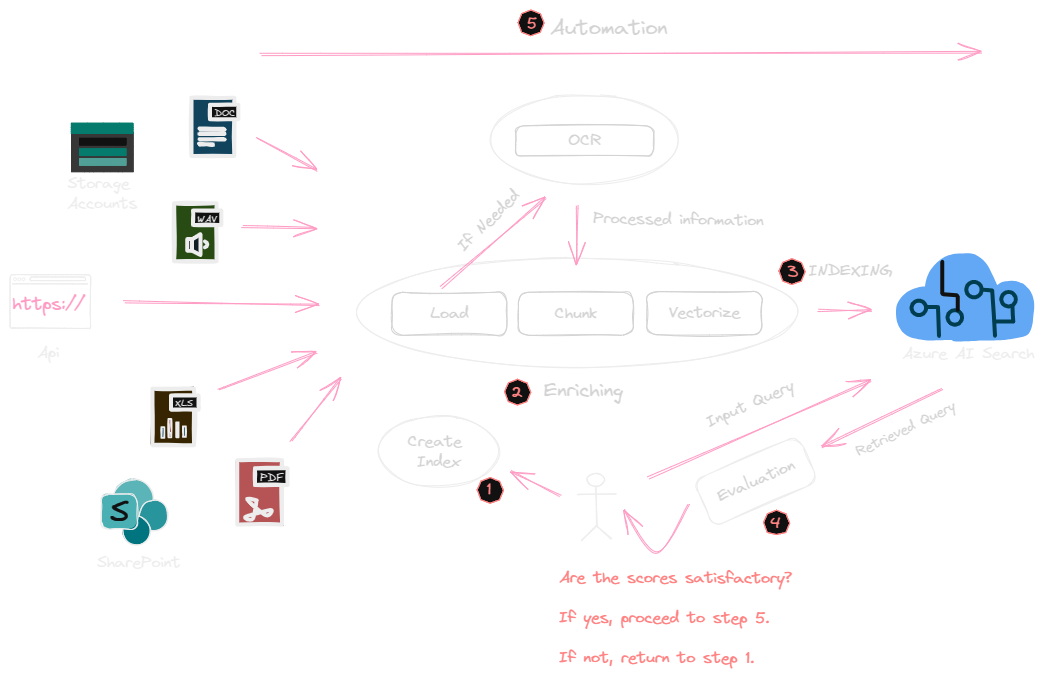 5 Automation
DOC
OCR
Storage
Accounts
WAV
If Needed
Processed information
3 INDEXING
https://
Load
Chunk
Vectorize
Api
Azure AI Search
2 Enriching
XLS
Input Query
Retrieved Query
Create
Index
PDF
1
Evaluation
S
4
SharePoint
Are the scores satisfactory?
If yes, proceed to step 5.
If not, return to step 1.